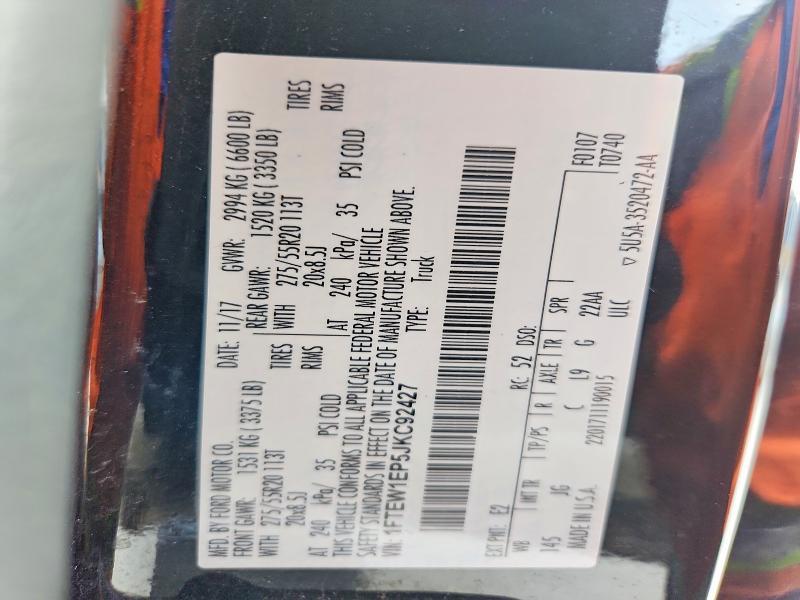 MFD. BY FORD MOTOR CO. DATE: 11/17 GVWR: 2994 KG ( 6600 LB)
FRONT GAWR: 1531 KG ( 3375 LB) REAR GAWR: 1520 KG ( 3350 LB)
WITH 275/55R20 113T TIRES WITH 275/55R20 113T TIRES
20x8.5J RIMS 20x8.5J RIMS
AT 240 kPa/ 35 PSI COLD AT 240 kPa/ 35 PSI COLD
THIS VEHICLE CONFORMS TO ALL APPLICABLE FEDERAL MOTOR VEHICLE
SAFETY STANDARDS IN EFFECT ON THE DATE OF MANUFACTURE SHOWN ABOVE.
VIN: 1FTEW1EP5JKC92427 TYPE: Truck
EXT PNT: E2 RC: 52 DSO: F0107
WB INT TR TP/PS R AXLE TR SPR T0740
145 JG C L9 G 22AA
MADE IN U.S.A. 2201711190015 ULC
▽ 5U5A-3520472-AA